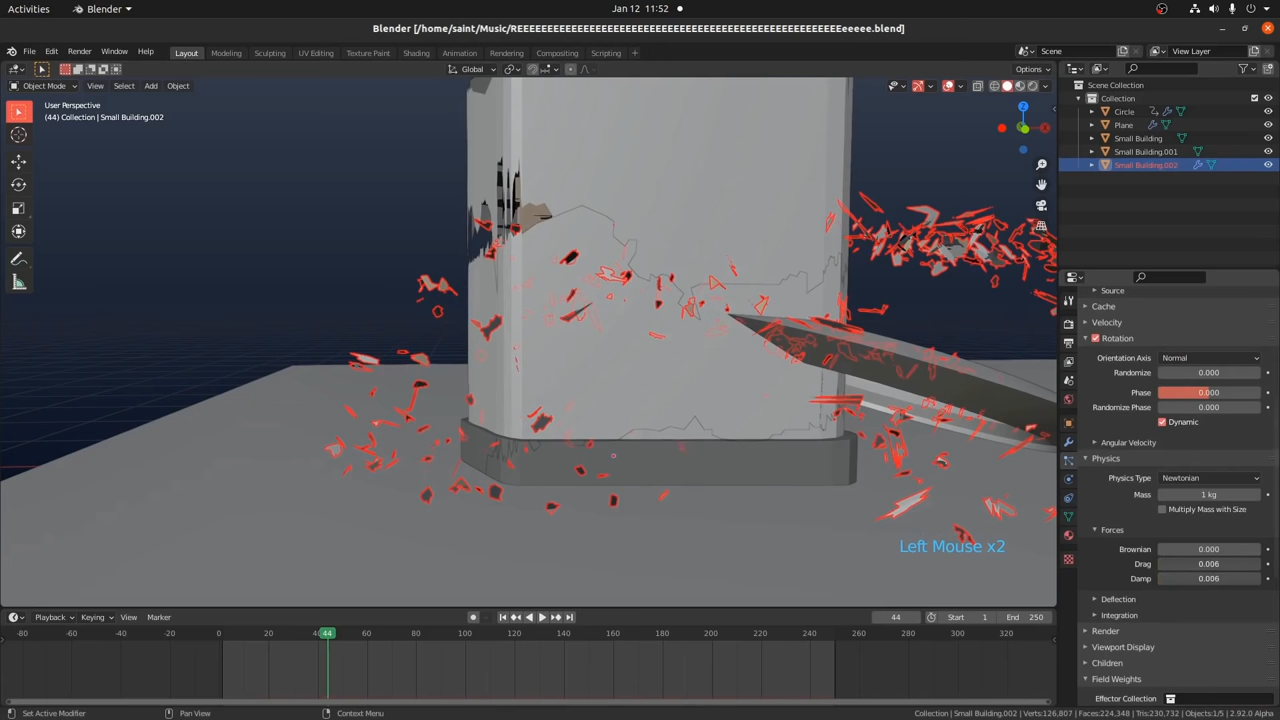 Activities
Blender
Jan 12 11:52
Blender [/home/saint/Music/REEEEEEEEEEEEEEEEEEEEEEEEEEEEEEEEEEEEEEEEEEEEEEEEEEEeeeee.blend]
File Edit Render Window Help
Layout Modeling Sculpting UV Editing Texture Paint Shading Animation Rendering Compositing Scripting +
Scene
View Layer
Global
Options
Object Mode View Select Add Object
User Perspective
(44) Collection | Small Building.002
Z
Scene Collection
Collection
Circle
Plane
Small Building
Small Building.001
Small Building.002
Source
Cache
Velocity
Rotation
Orientation Axis Normal
Randomize 0.000
Phase 0.000
Randomize Phase 0.000
Dynamic
Angular Velocity
Physics
Physics Type Newtonian
Mass 1 kg
Multiply Mass with Size
Forces
Brownian 0.000
Drag 0.006
Damp 0.006
Deflection
Integration
Render
Viewport Display
Children
Field Weights
Effector Collection
Left Mouse x2
Playback Keying View Marker
44 Start 1 End 250
-80 -60 -40 -20 0 20 44 60 80 100 120 140 160 180 200 220 240 260 280 300 320
Set Active Modifier
Pan View
Context Menu
Collection | Small Building.002 | Verts:126,807 | Faces:224,348 | Tris:230,732 | Objects:1/5 | 2.92.0 Alpha